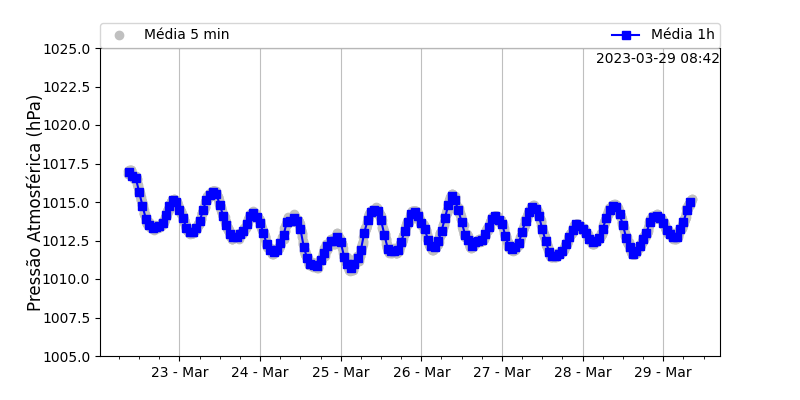 Média 5 min
Média 1h
2023-03-29 08:42
Pressão Atmosférica (hPa)
1025.0
1022.5
1020.0
1017.5
1015.0
1012.5
1010.0
1007.5
1005.0
23 - Mar
24 - Mar
25 - Mar
26 - Mar
27 - Mar
28 - Mar
29 - Mar